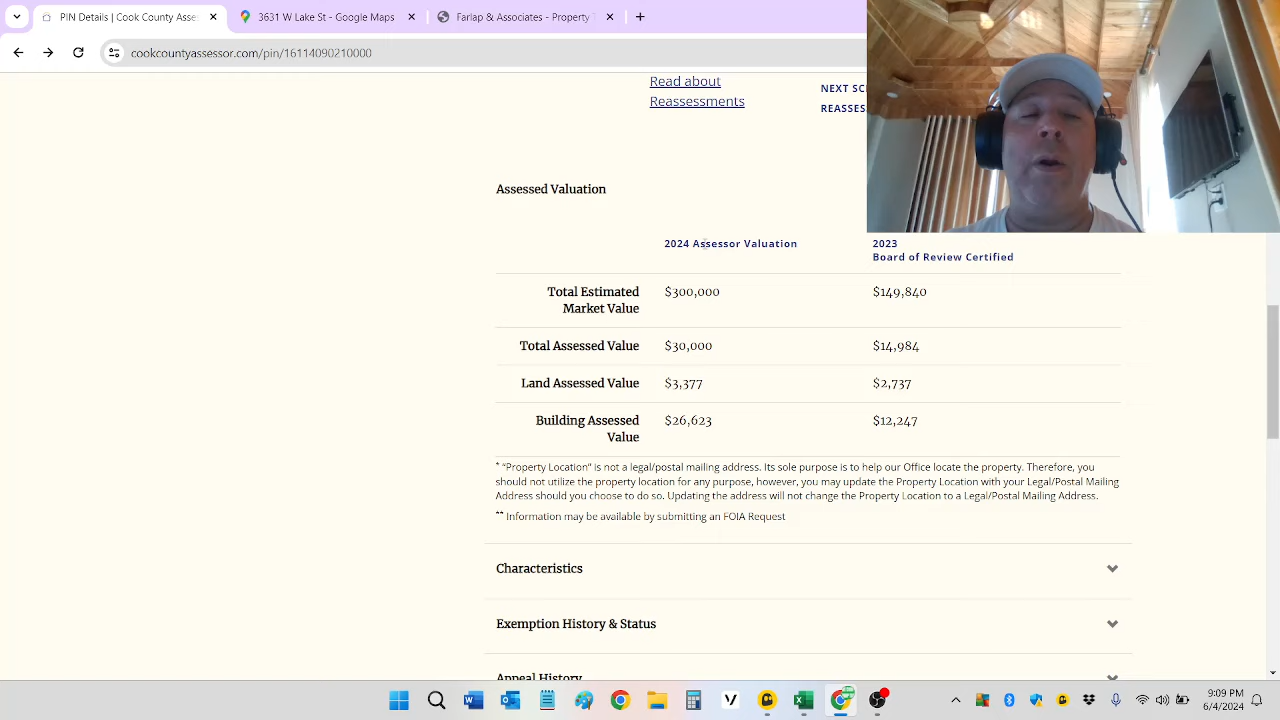 PIN Details | Cook County Asse
3950 W Lake St - Google Maps
Farlap & Associates - Property
cookcountyassessor.com/pin/16114090210000
Read about
Reassessments
NEXT SC
REASSES
Assessed Valuation
2024 Assessor Valuation
2023
Board of Review Certified
Total Estimated
Market Value
$300,000
$149,840
Total Assessed Value
$30,000
$14,984
Land Assessed Value
$3,377
$2,737
Building Assessed
Value
$26,623
$12,247
* "Property Location" is not a legal/postal mailing address. Its sole purpose is to help our Office locate the property. Therefore, you
should not utilize the property location for any purpose, however, you may update the Property Location with your Legal/Postal Mailing
Address should you choose to do so. Updating the address will not change the Property Location to a Legal/Postal Mailing Address.
** Information may be available by submitting an FOIA Request
Characteristics
Exemption History & Status
Appeal History
9:09 PM
6/4/2024